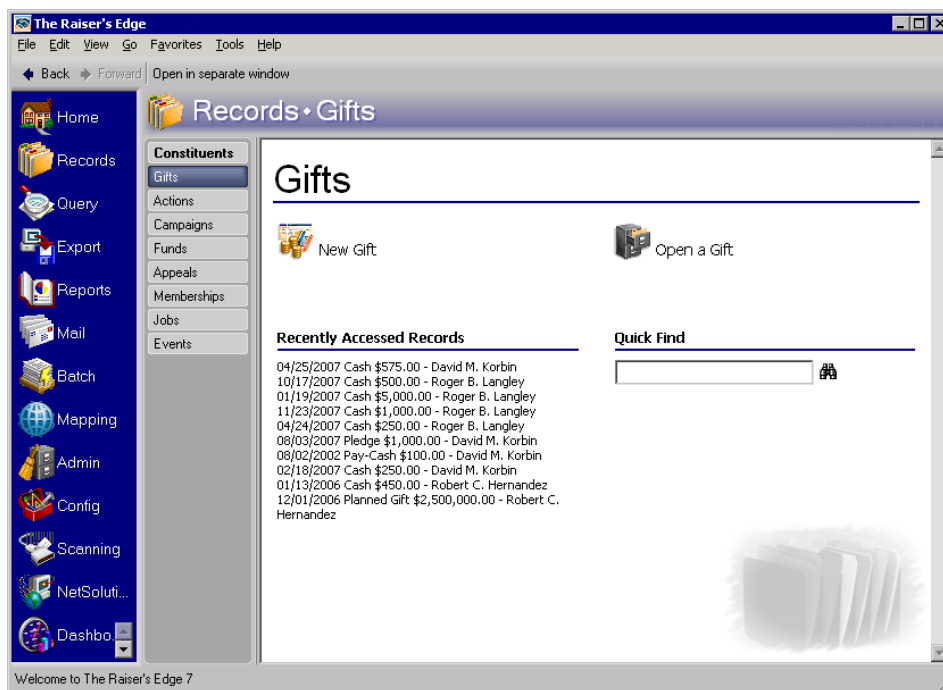 The Raiser's Edge
File Edit View Go Favorites Tools Help
Back Forward Open in separate window
Home
Records
Query
Export
Reports
Mail
Batch
Mapping
Admin
Config
Scanning
NetSoluti...
Dashbo...
Records · Gifts
Constituents
Gifts
Actions
Campaigns
Funds
Appeals
Memberships
Jobs
Events
Gifts
New Gift
Open a Gift
Recently Accessed Records
04/25/2007 Cash $575.00 - David M. Korbin
10/17/2007 Cash $500.00 - Roger B. Langley
01/19/2007 Cash $5,000.00 - Roger B. Langley
11/23/2007 Cash $1,000.00 - Roger B. Langley
04/24/2007 Cash $250.00 - Roger B. Langley
08/03/2007 Pledge $1,000.00 - David M. Korbin
08/02/2002 Pay-Cash $100.00 - David M. Korbin
02/18/2007 Cash $250.00 - David M. Korbin
01/13/2006 Cash $450.00 - Robert C. Hernandez
12/01/2006 Planned Gift $2,500,000.00 - Robert C.
Hernandez
Quick Find
Welcome to The Raiser's Edge 7